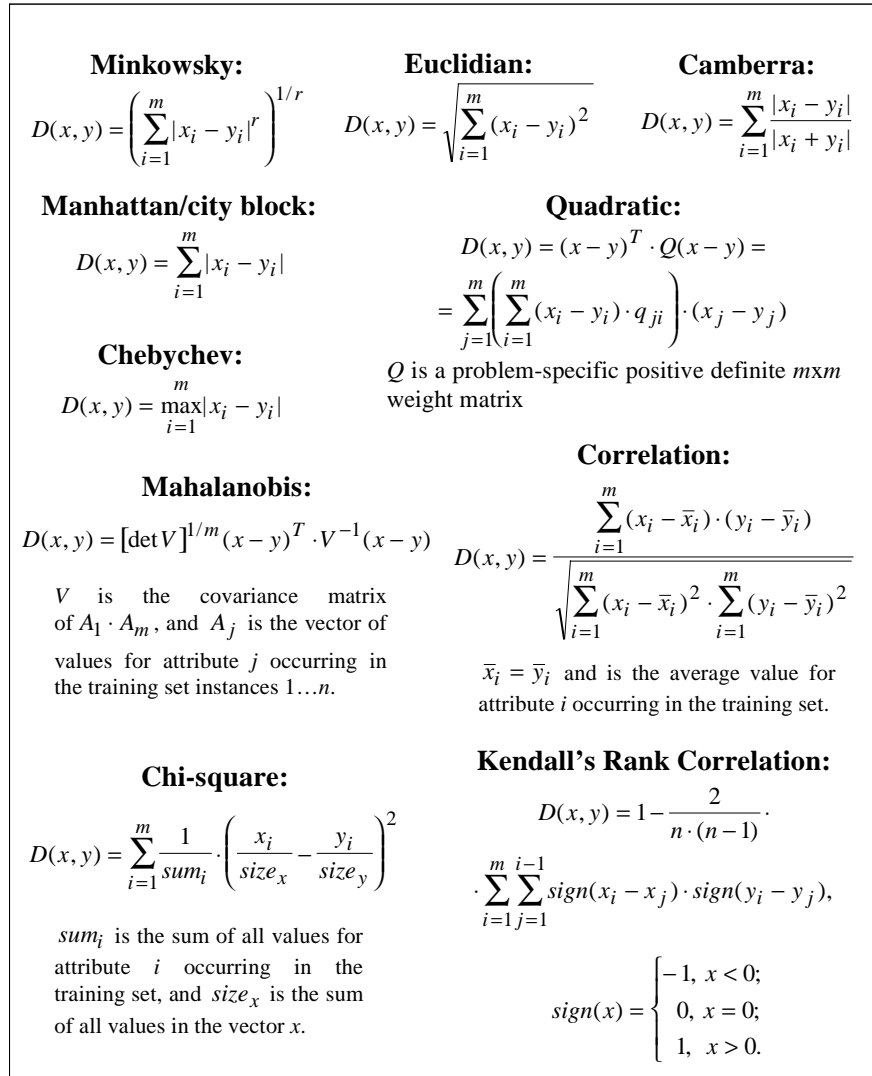 Minkowsky:
D(x, y) = (∑_{i=1}^{m} |x_i − y_i|^r)^{1/r}
Euclidian:
D(x, y) = √(∑_{i=1}^{m} (x_i − y_i)^2)
Camberra:
D(x, y) = ∑_{i=1}^{m} |x_i − y_i| / |x_i + y_i|
Manhattan/city block:
D(x, y) = ∑_{i=1}^{m} |x_i − y_i|
Quadratic:
D(x, y) = (x − y)^T · Q(x − y) =
= ∑_{j=1}^{m} (∑_{i=1}^{m} (x_i − y_i) · q_{ji}) · (x_j − y_j)
Q is a problem-specific positive definite mxm
weight matrix
Chebychev:
D(x, y) = max_{i=1}^{m} |x_i − y_i|
Mahalanobis:
D(x, y) = [det V]^{1/m} (x − y)^T · V^{−1} (x − y)
V is the covariance matrix
of A_1 · A_m, and A_j is the vector of
values for attribute j occurring in
the training set instances 1…n.
Correlation:
D(x, y) = ∑_{i=1}^{m} (x_i − x̄_i) · (y_i − ȳ_i) / √(∑_{i=1}^{m} (x_i − x̄_i)^2 · ∑_{i=1}^{m} (y_i − ȳ_i)^2)
x̄_i = ȳ_i and is the average value for
attribute i occurring in the training set.
Chi-square:
D(x, y) = ∑_{i=1}^{m} 1/sum_i · (x_i/size_x − y_i/size_y)^2
sum_i is the sum of all values for
attribute i occurring in the
training set, and size_x is the sum
of all values in the vector x.
Kendall's Rank Correlation:
D(x, y) = 1 − 2/(n · (n − 1)) ·
· ∑_{i=1}^{m} ∑_{j=1}^{i−1} sign(x_i − x_j) · sign(y_i − y_j),
sign(x) = { −1, x < 0;
0, x = 0;
1, x > 0.